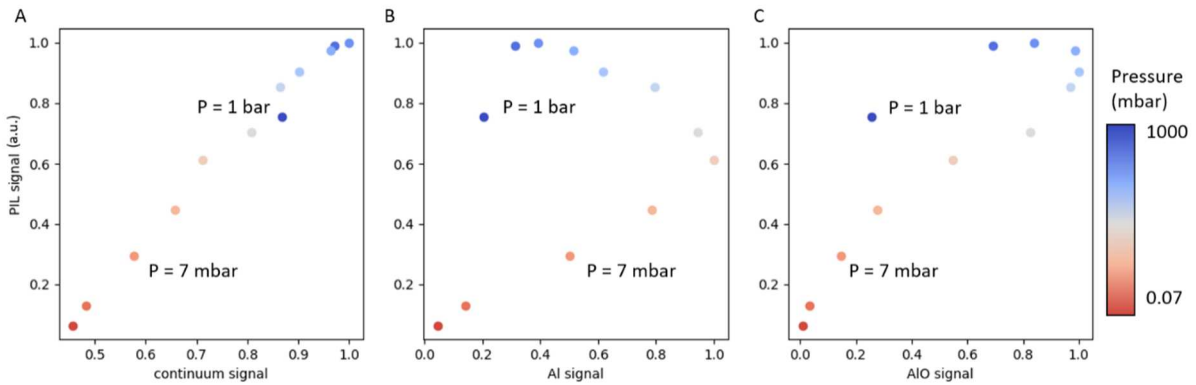 A
B
C
PIL signal (a.u.)
1.0
0.8
0.6
0.4
0.2
P = 1 bar
P = 7 mbar
0.5
0.6
0.7
0.8
0.9
1.0
continuum signal
1.0
0.8
0.6
0.4
0.2
P = 1 bar
P = 7 mbar
0.0
0.2
0.4
0.6
0.8
1.0
Al signal
1.0
0.8
0.6
0.4
0.2
P = 1 bar
P = 7 mbar
0.0
0.2
0.4
0.6
0.8
1.0
AlO signal
Pressure
(mbar)
1000
0.07